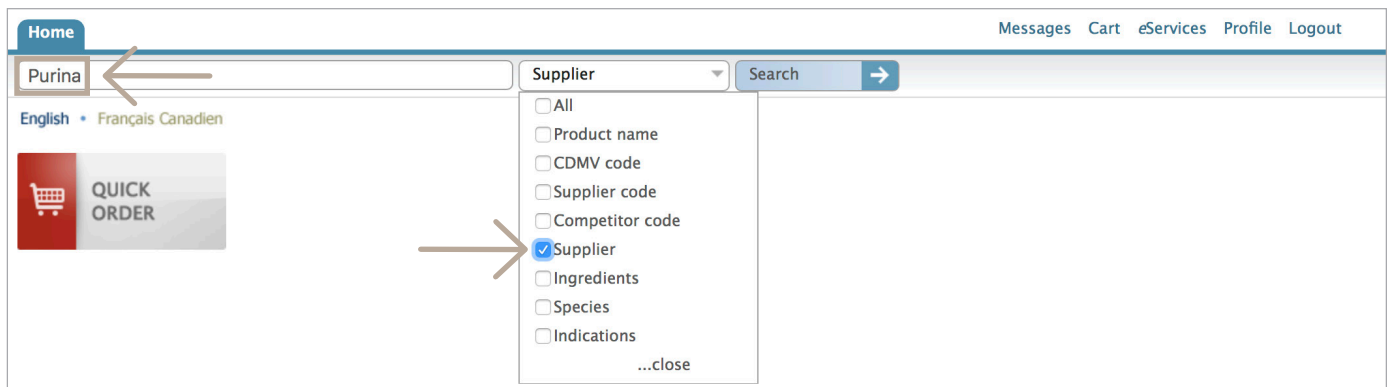 Home
Messages Cart eServices Profile Logout
Purina
Supplier
Search
English • Français Canadien
All
Product name
CDMV code
Supplier code
Competitor code
Supplier
Ingredients
Species
Indications
...close
QUICK
ORDER